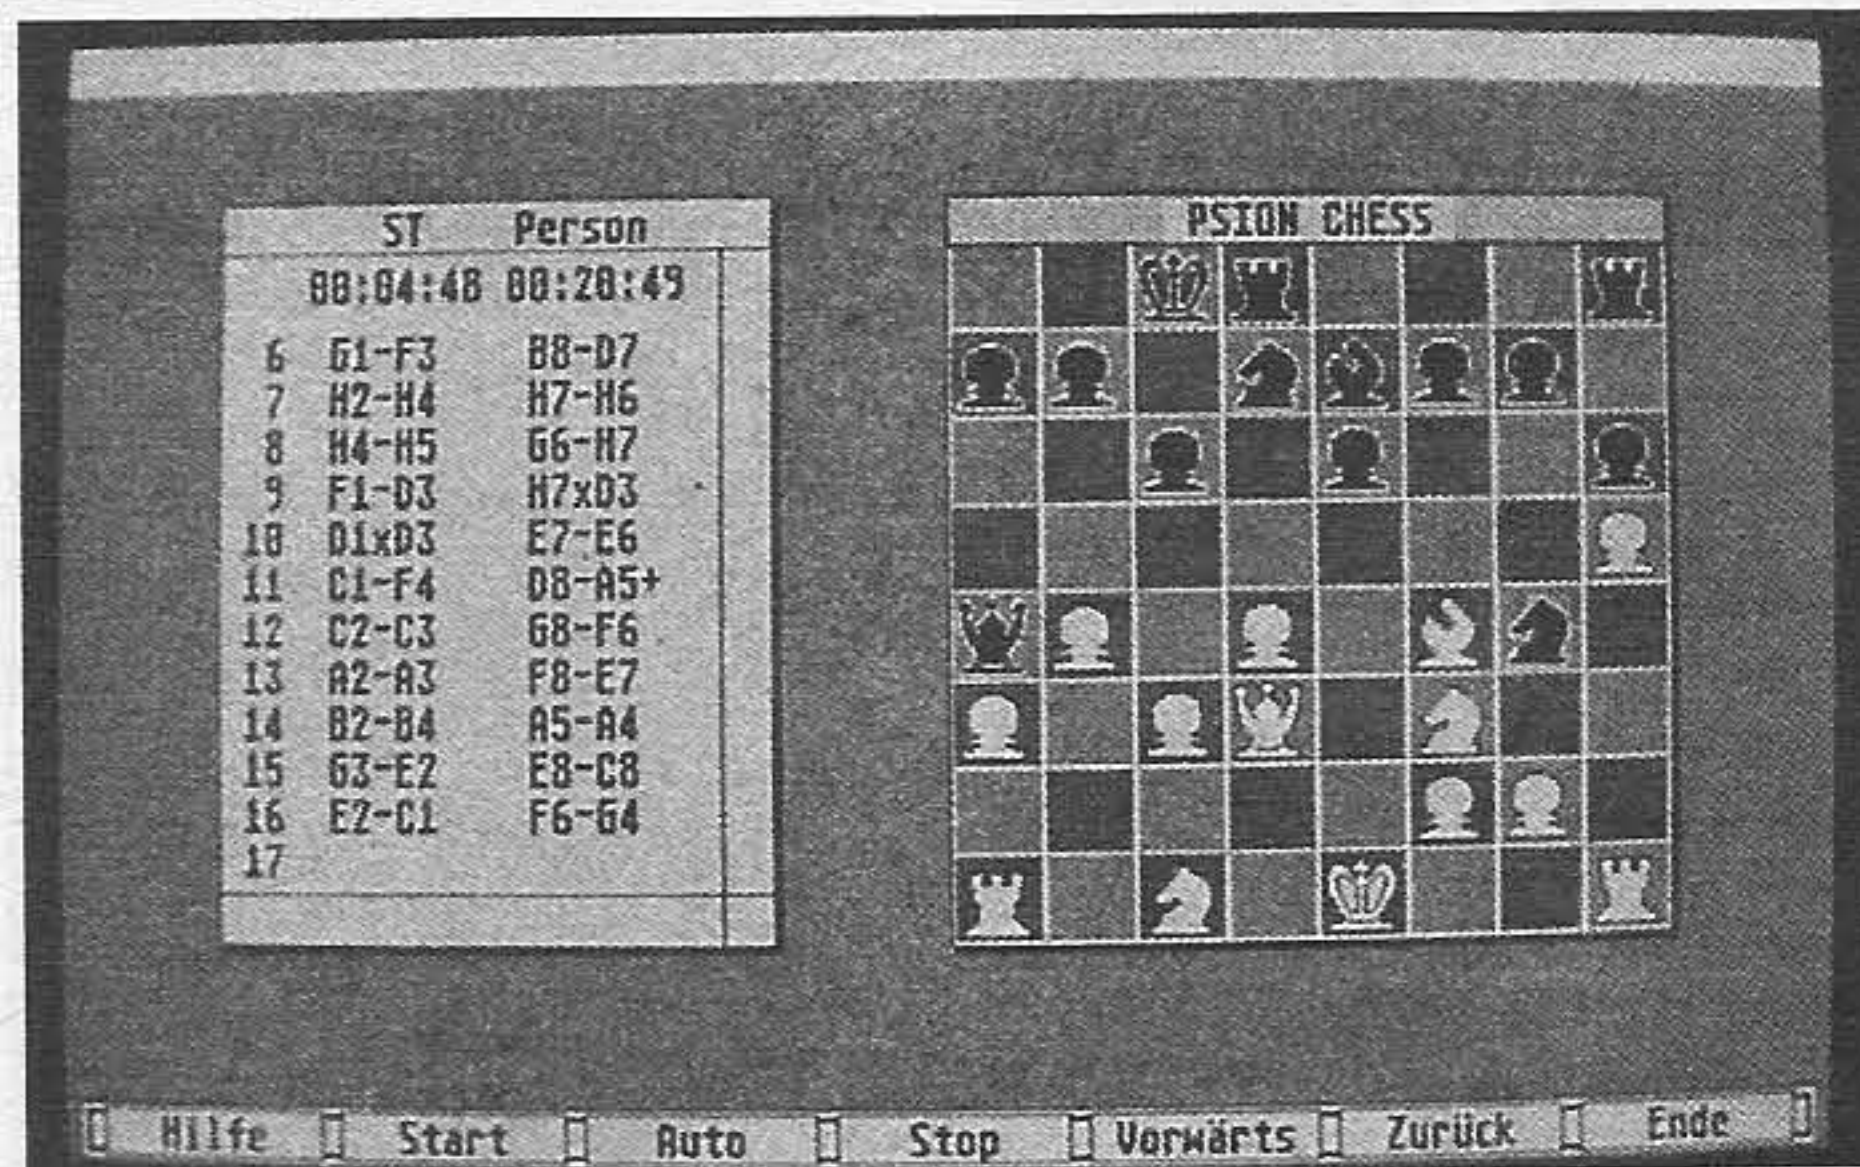 ST Person
00:04:48 00:20:49
6 G1-F3 B8-D7
7 H2-H4 H7-H6
8 H4-H5 G6-H7
9 F1-D3 H7xD3
10 D1xD3 E7-E6
11 C1-F4 D8-A5+
12 C2-C3 G8-F6
13 A2-A3 F8-E7
14 B2-B4 A5-A4
15 G3-E2 E8-C8
16 E2-C1 F6-G4
17
PSION CHESS
Hilfe Start Auto Stop Vorwärts Zurück Ende